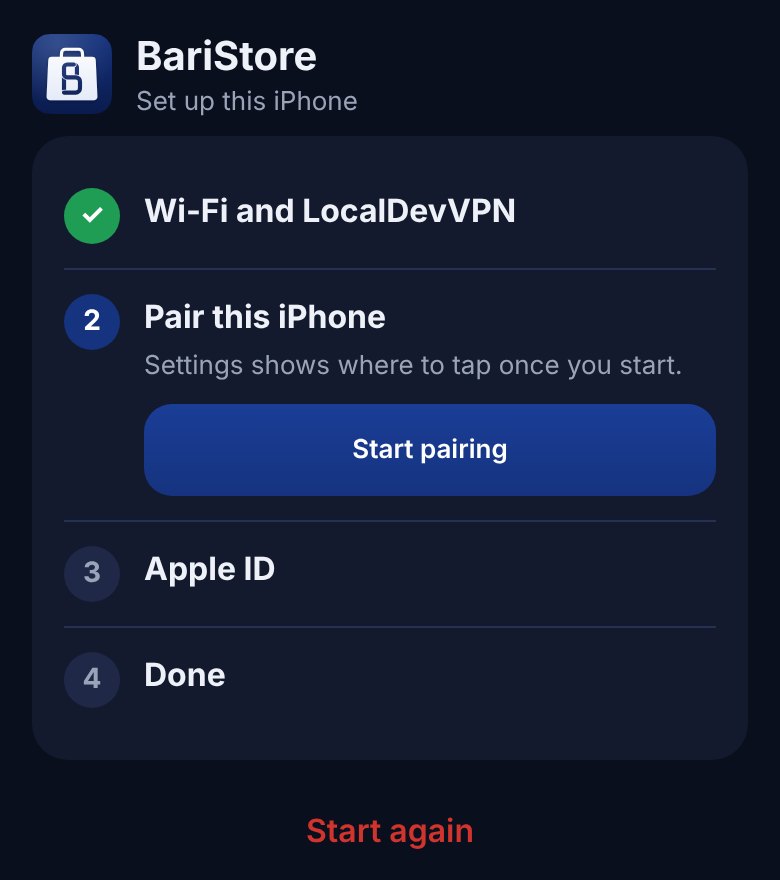 BariStore
Set up this iPhone
Wi-Fi and LocalDevVPN
2
Pair this iPhone
Settings shows where to tap once you start.
Start pairing
3
Apple ID
4
Done
Start again